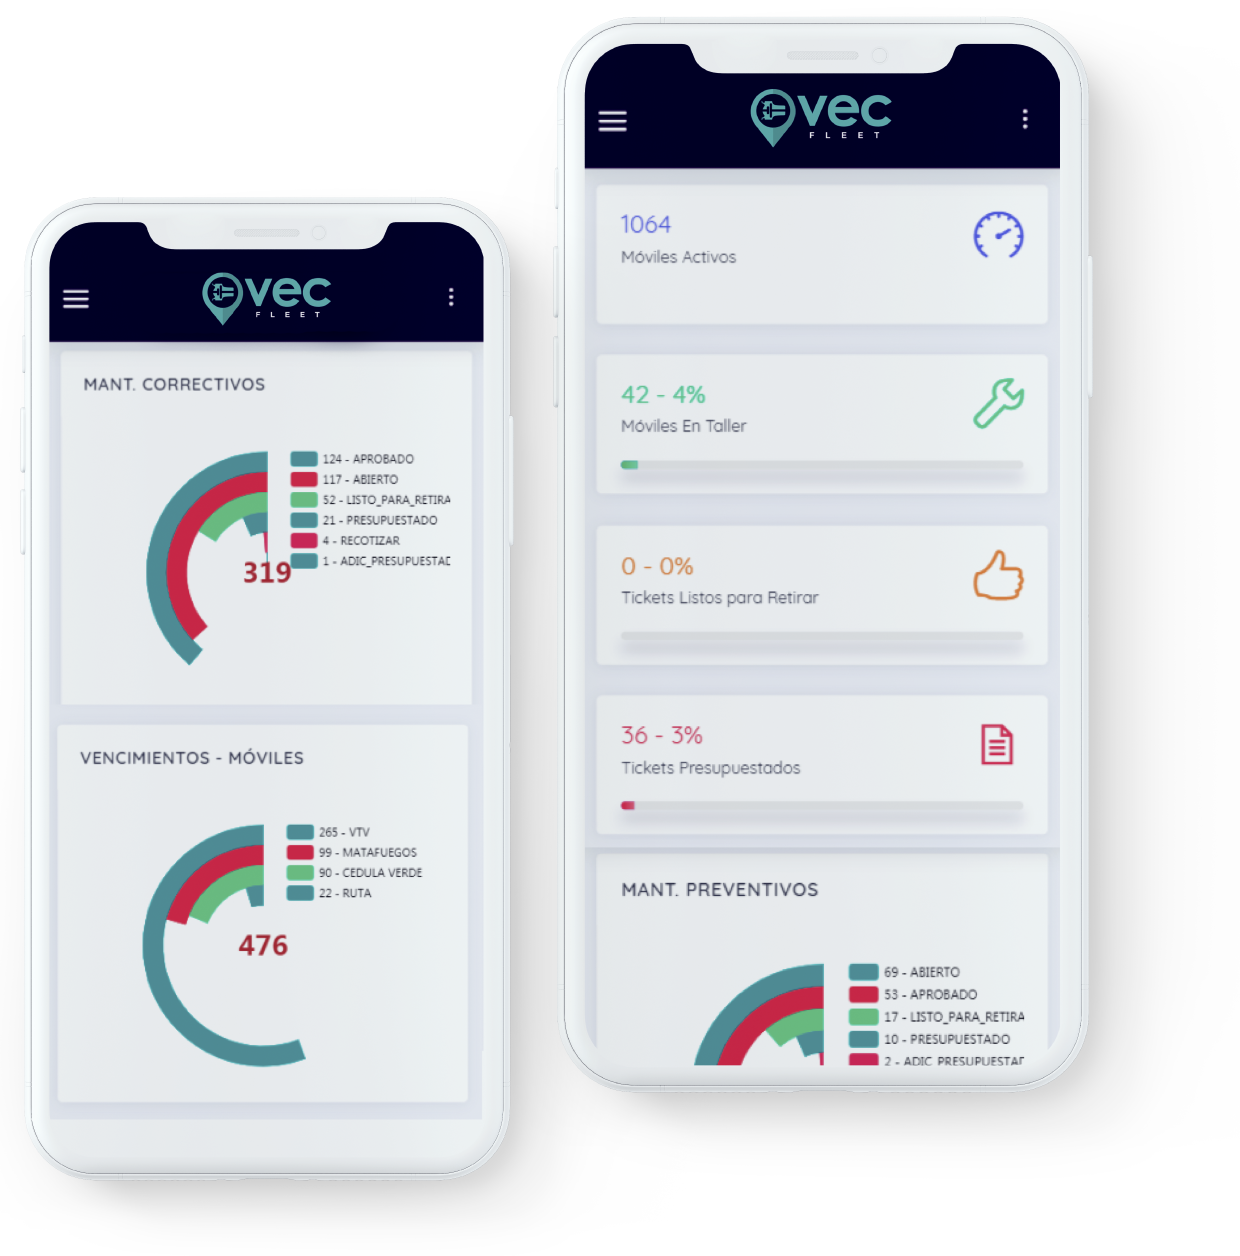 vec
FLEET
MANT. CORRECTIVOS
124 - APROBADO
117 - ABIERTO
52 - LISTO_PARA_RETIRA
21 - PRESUPUESTADO
4 - RECOTIZAR
1 - ADIC_PRESUPUESTAD
319
VENCIMIENTOS - MÓVILES
265 - VTV
99 - MATAFUEGOS
90 - CEDULA VERDE
22 - RUTA
476
vec
FLEET
1064
Móviles Activos
42 - 4%
Móviles En Taller
0 - 0%
Tickets Listos para Retirar
36 - 3%
Tickets Presupuestados
MANT. PREVENTIVOS
69 - ABIERTO
53 - APROBADO
17 - LISTO_PARA_RETIRA
10 - PRESUPUESTADO
2 - ADIC_PRESUPUESTAD